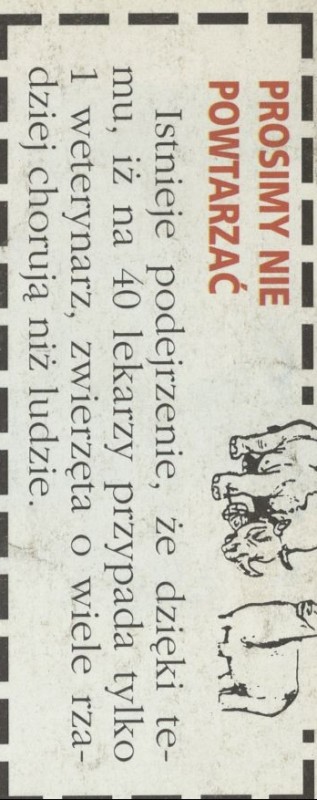 PROSIMY NIE
POWTARZAĆ
Istnieje podejrzenie, że dzięki te-
mu, iż na 40 lekarzy przypada tylko
1 weterynarz, zwierzęta o wiele rza-
dziej chorują niż ludzie.